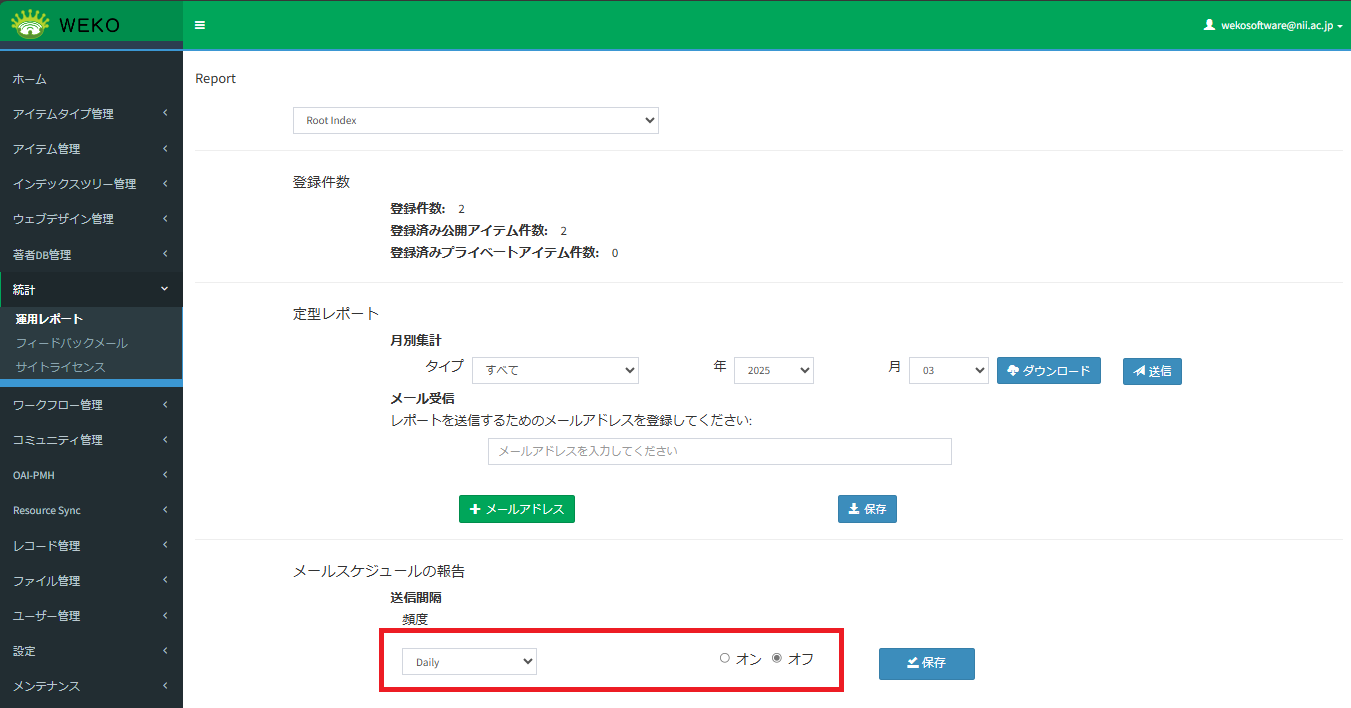 WEKO
wekosoftware@nii.ac.jp
ホーム
アイテムタイプ管理
アイテム管理
インデックスツリー管理
ウェブデザイン管理
著者DB管理
統計
運用レポート
フィードバックメール
サイトライセンス
ワークフロー管理
コミュニティ管理
OAI-PMH
Resource Sync
レコード管理
ファイル管理
ユーザー管理
設定
メンテナンス
Report
Root Index
登録件数
登録件数: 2
登録済み公開アイテム件数: 2
登録済みプライベートアイテム件数: 0
定型レポート
月別集計
タイプ すべて 年 2025 月 03 ダウンロード 送信
メール受信
レポートを送信するためのメールアドレスを登録してください:
メールアドレスを入力してください
メールアドレス 保存
メールスケジュールの報告
送信間隔
頻度
Daily オン オフ 保存